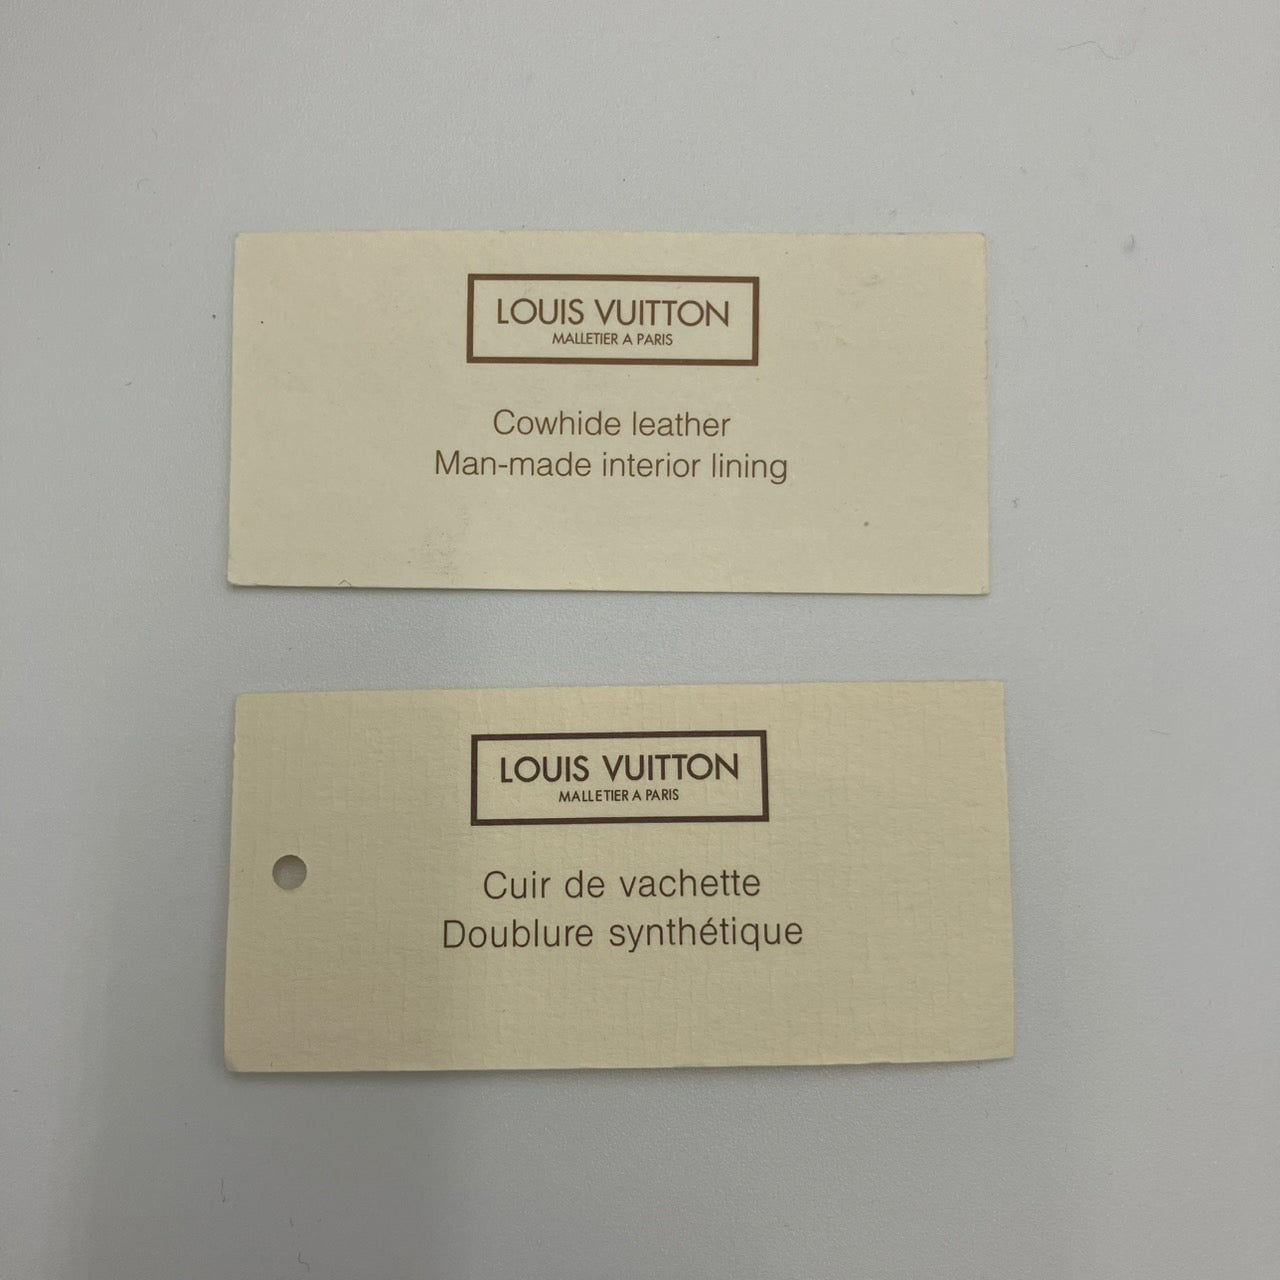 LOUIS VUITTON
MALLETIER A PARIS
Cowhide leather
Man-made interior lining
LOUIS VUITTON
MALLETIER A PARIS
Cuir de vachette
Doublure synthétique